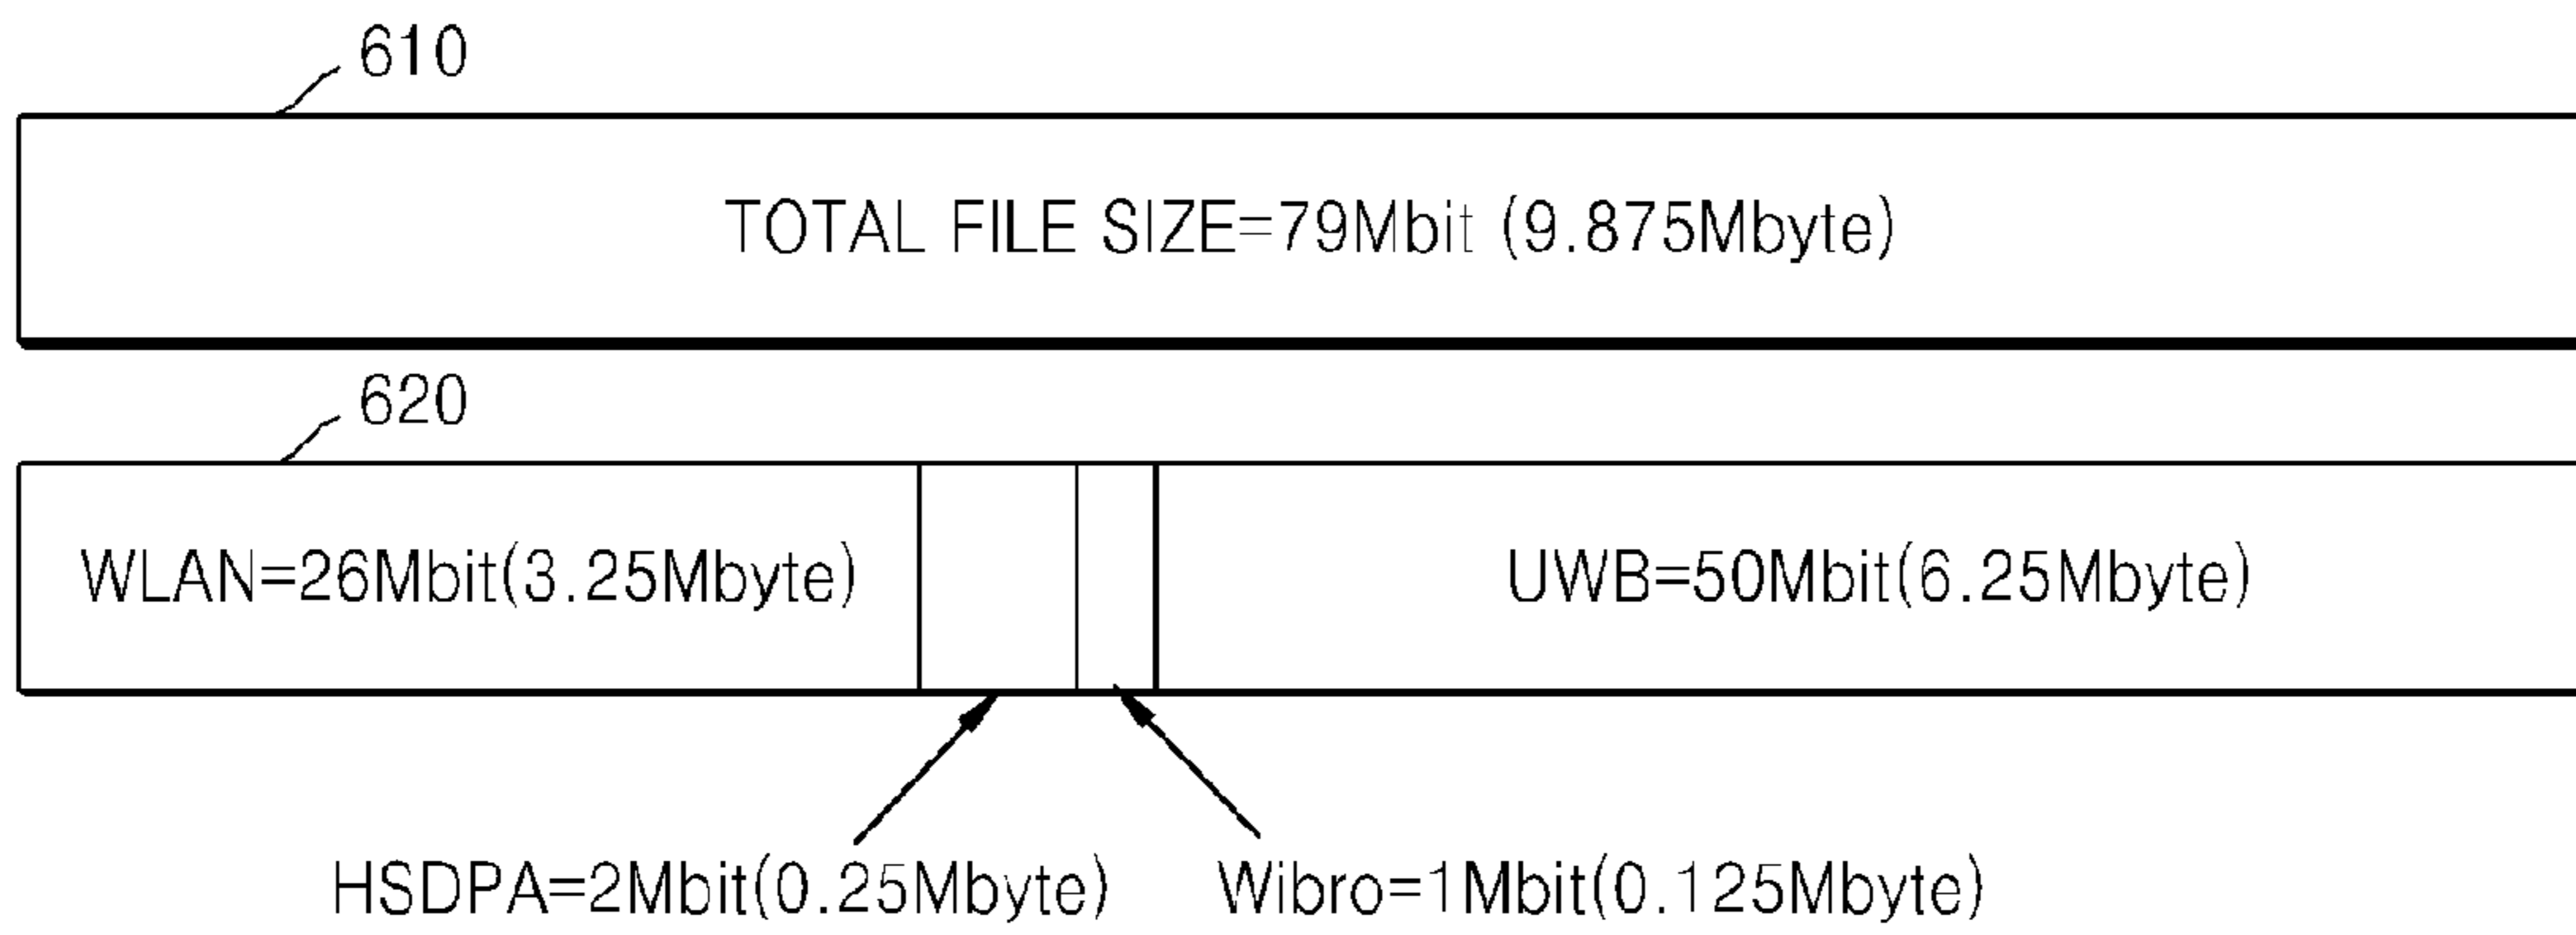 610
TOTAL FILE SIZE=79Mbit (9.875Mbyte)
620
WLAN=26Mbit(3.25Mbyte)
UWB=50Mbit(6.25Mbyte)
HSDPA=2Mbit(0.25Mbyte)
Wibro=1Mbit(0.125Mbyte)